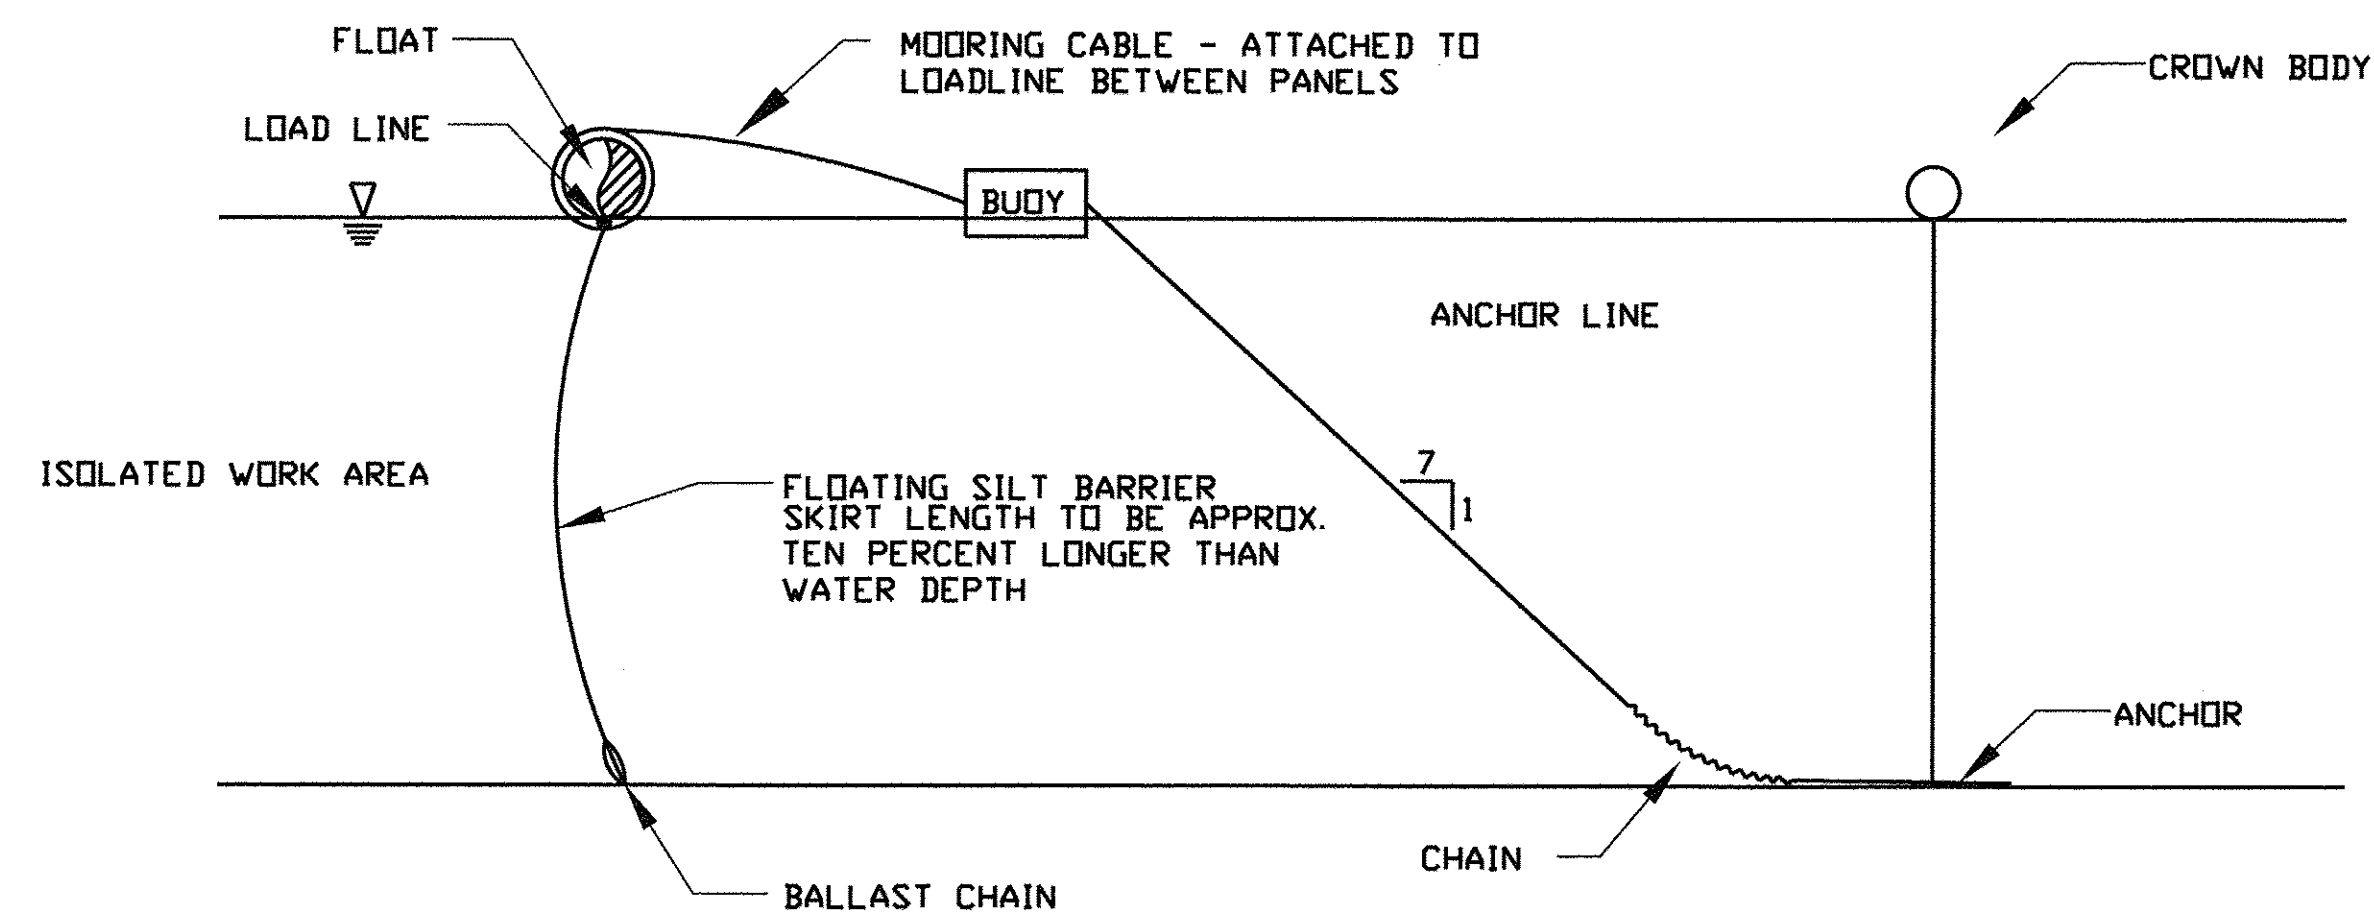 FLOAT
MOORING CABLE - ATTACHED TO
LOADLINE BETWEEN PANELS
CROWN BODY
LOAD LINE
BUOY
ANCHOR LINE
7
1
ISOLATED WORK AREA
FLOATING SILT BARRIER
SKIRT LENGTH TO BE APPROX.
TEN PERCENT LONGER THAN
WATER DEPTH
ANCHOR
CHAIN
BALLAST CHAIN